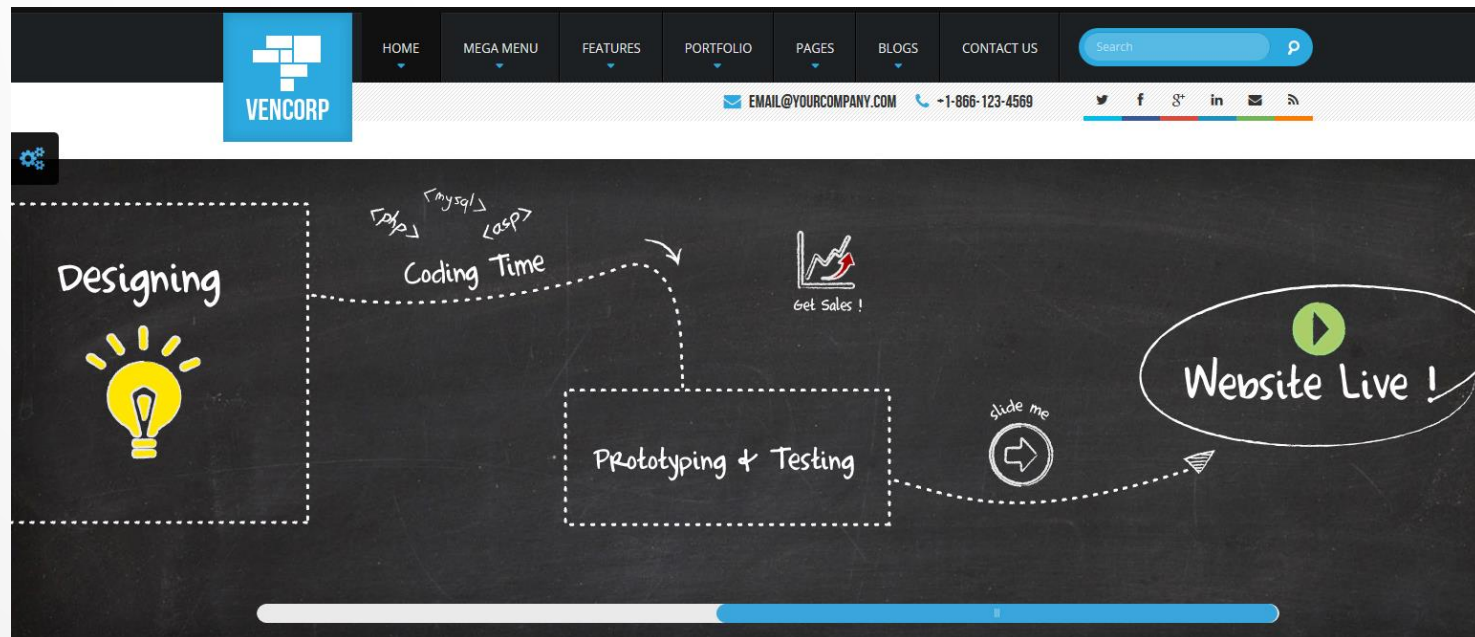 HOME MEGA MENU FEATURES PORTFOLIO PAGES BLOGS CONTACT US Search
VENCORP
EMAIL@YOURCOMPANY.COM +1-866-123-4569
<php> <mysql> <asp>
Designing
Coding Time
Get Sales !
Website Live !
slide me
Prototyping & Testing